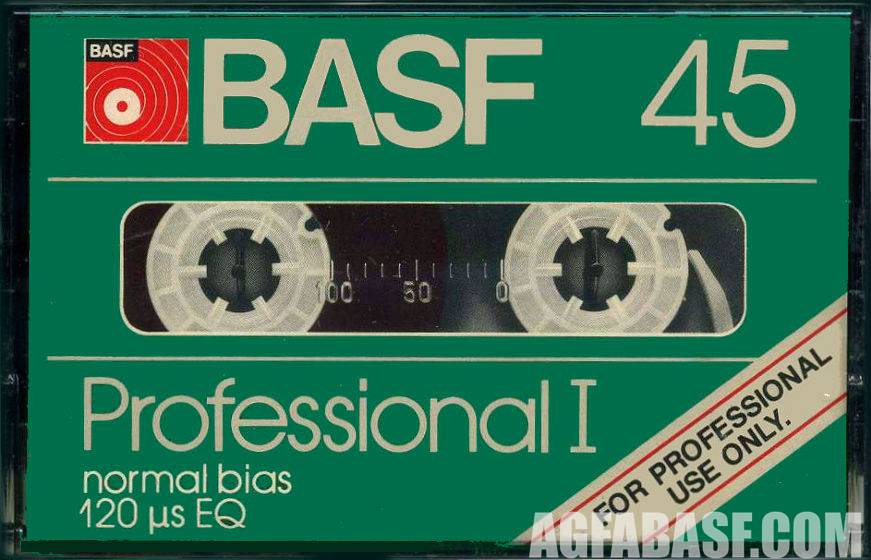 BASF
BASF 45
100 50 0
Professional I
normal bias
120 µs EQ
FOR PROFESSIONAL
USE ONLY.
AGFABASF.COM